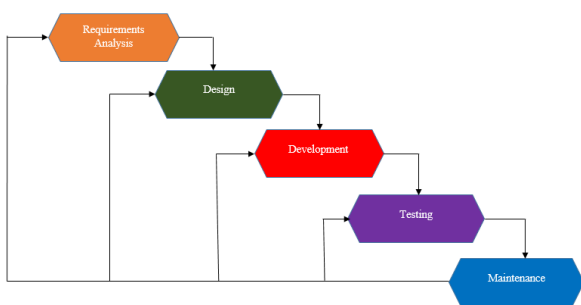 Requirements
Analysis
Design
Development
Testing
Maintenance